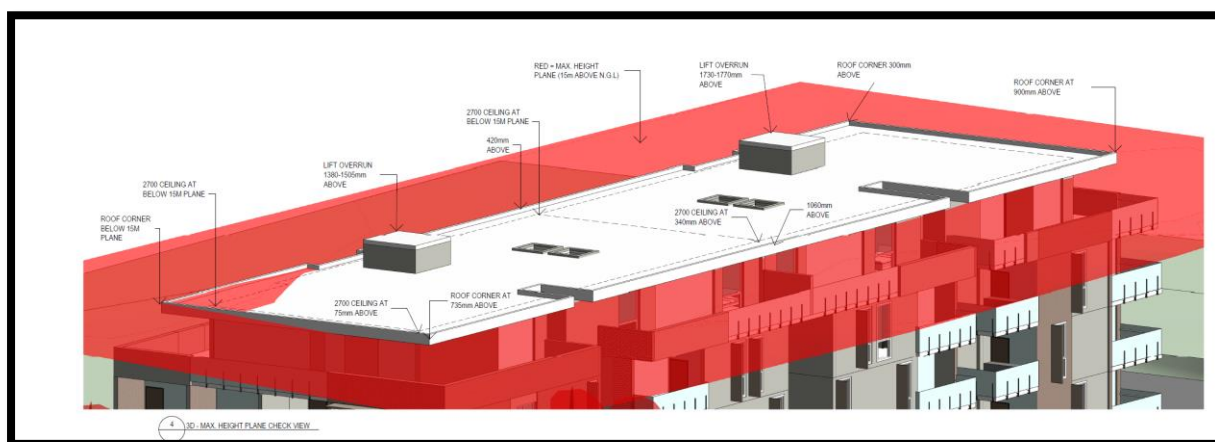 RED = MAX. HEIGHT
PLANE (15m ABOVE N.G.L)
LIFT OVERRUN
1730-1770mm
ABOVE
ROOF CORNER 300mm
ABOVE
ROOF CORNER AT
900mm ABOVE
2700 CEILING AT
BELOW 15M PLANE
420mm
ABOVE
LIFT OVERRUN
1380-1505mm
ABOVE
2700 CEILING AT
BELOW 15M PLANE
ROOF CORNER
BELOW 15M
PLANE
2700 CEILING AT
340mm ABOVE
1060mm
ABOVE
2700 CEILING AT
75mm ABOVE
ROOF CORNER AT
735mm ABOVE
4
3D - MAX. HEIGHT PLANE CHECK VIEW